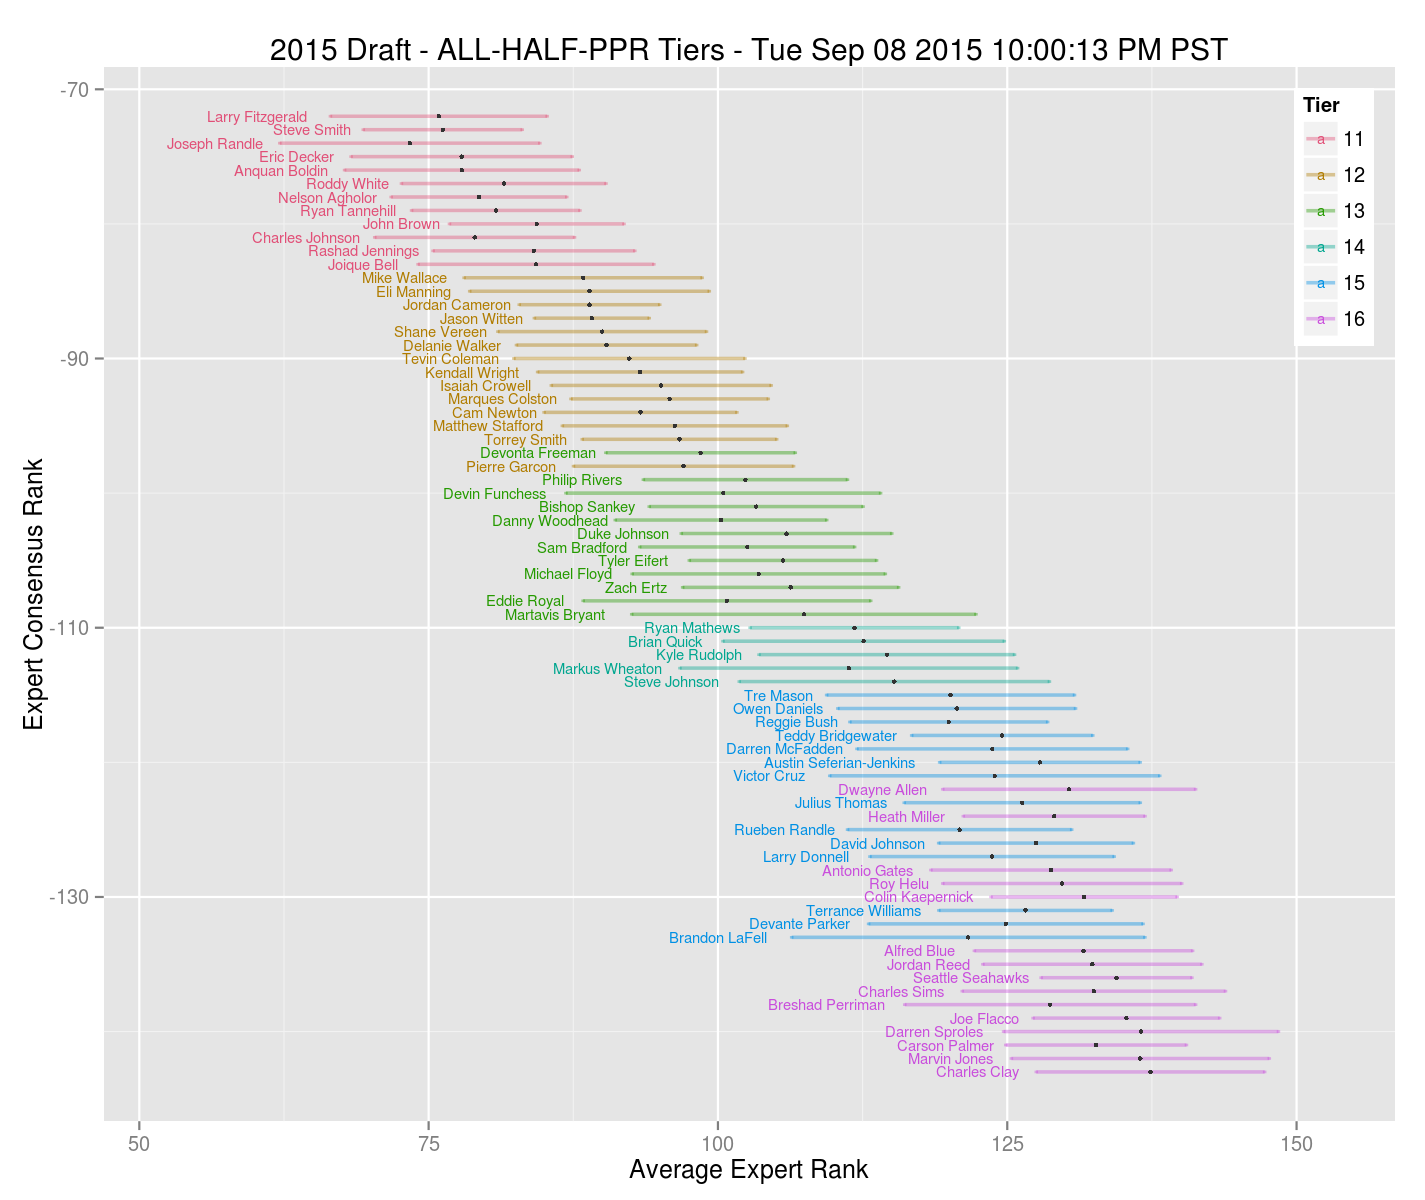 2015 Draft - ALL-HALF-PPR Tiers - Tue Sep 08 2015 10:00:13 PM PST
Expert Consensus Rank
-70
-90
-110
-130
Larry Fitzgerald
Steve Smith
Joseph Randle
Eric Decker
Anquan Boldin
Roddy White
Nelson Agholor
Ryan Tannehill
John Brown
Charles Johnson
Rashad Jennings
Joique Bell
Mike Wallace
Eli Manning
Jordan Cameron
Jason Witten
Shane Vereen
Delanie Walker
Tevin Coleman
Kendall Wright
Isaiah Crowell
Marques Colston
Cam Newton
Matthew Stafford
Torrey Smith
Devonta Freeman
Pierre Garcon
Philip Rivers
Devin Funchess
Bishop Sankey
Danny Woodhead
Duke Johnson
Sam Bradford
Tyler Eifert
Michael Floyd
Zach Ertz
Eddie Royal
Martavis Bryant
Ryan Mathews
Brian Quick
Kyle Rudolph
Markus Wheaton
Steve Johnson
Tre Mason
Owen Daniels
Reggie Bush
Teddy Bridgewater
Darren McFadden
Austin Seferian-Jenkins
Victor Cruz
Dwayne Allen
Julius Thomas
Heath Miller
Rueben Randle
David Johnson
Larry Donnell
Antonio Gates
Roy Helu
Colin Kaepernick
Terrance Williams
Devante Parker
Brandon LaFell
Alfred Blue
Jordan Reed
Seattle Seahawks
Charles Sims
Breshad Perriman
Joe Flacco
Darren Sproles
Carson Palmer
Marvin Jones
Charles Clay
Tier
a 11
a 12
a 13
a 14
a 15
a 16
50 75 100 125 150
Average Expert Rank